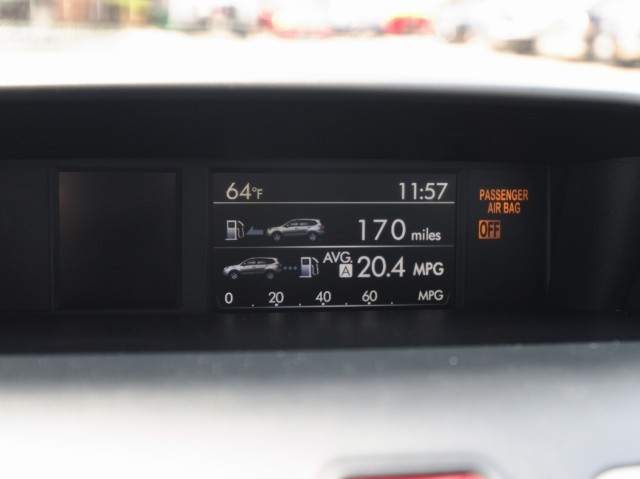 64°F 11:57
170 miles
AVG.
A 20.4 MPG
0 20 40 60 MPG
PASSENGER
AIR BAG
OFF